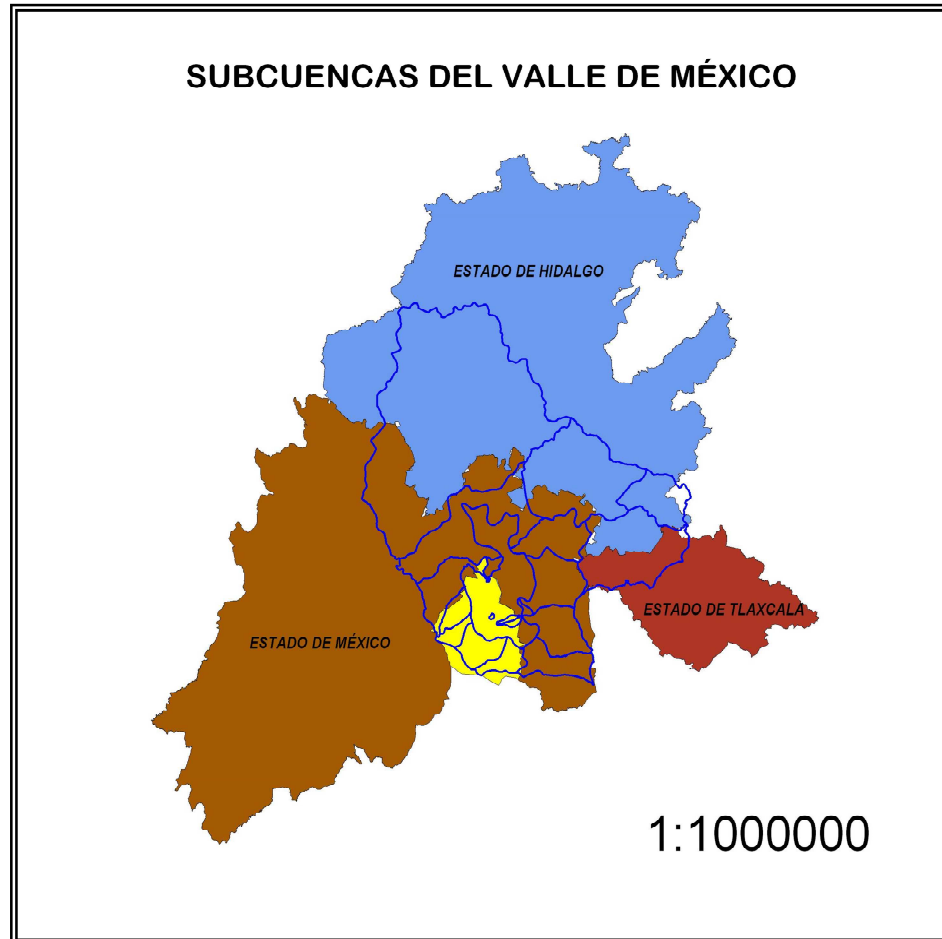 SUBCUENCAS DEL VALLE DE MÉXICO
ESTADO DE HIDALGO
ESTADO DE TLAXCALA
ESTADO DE MÉXICO
1:1000000